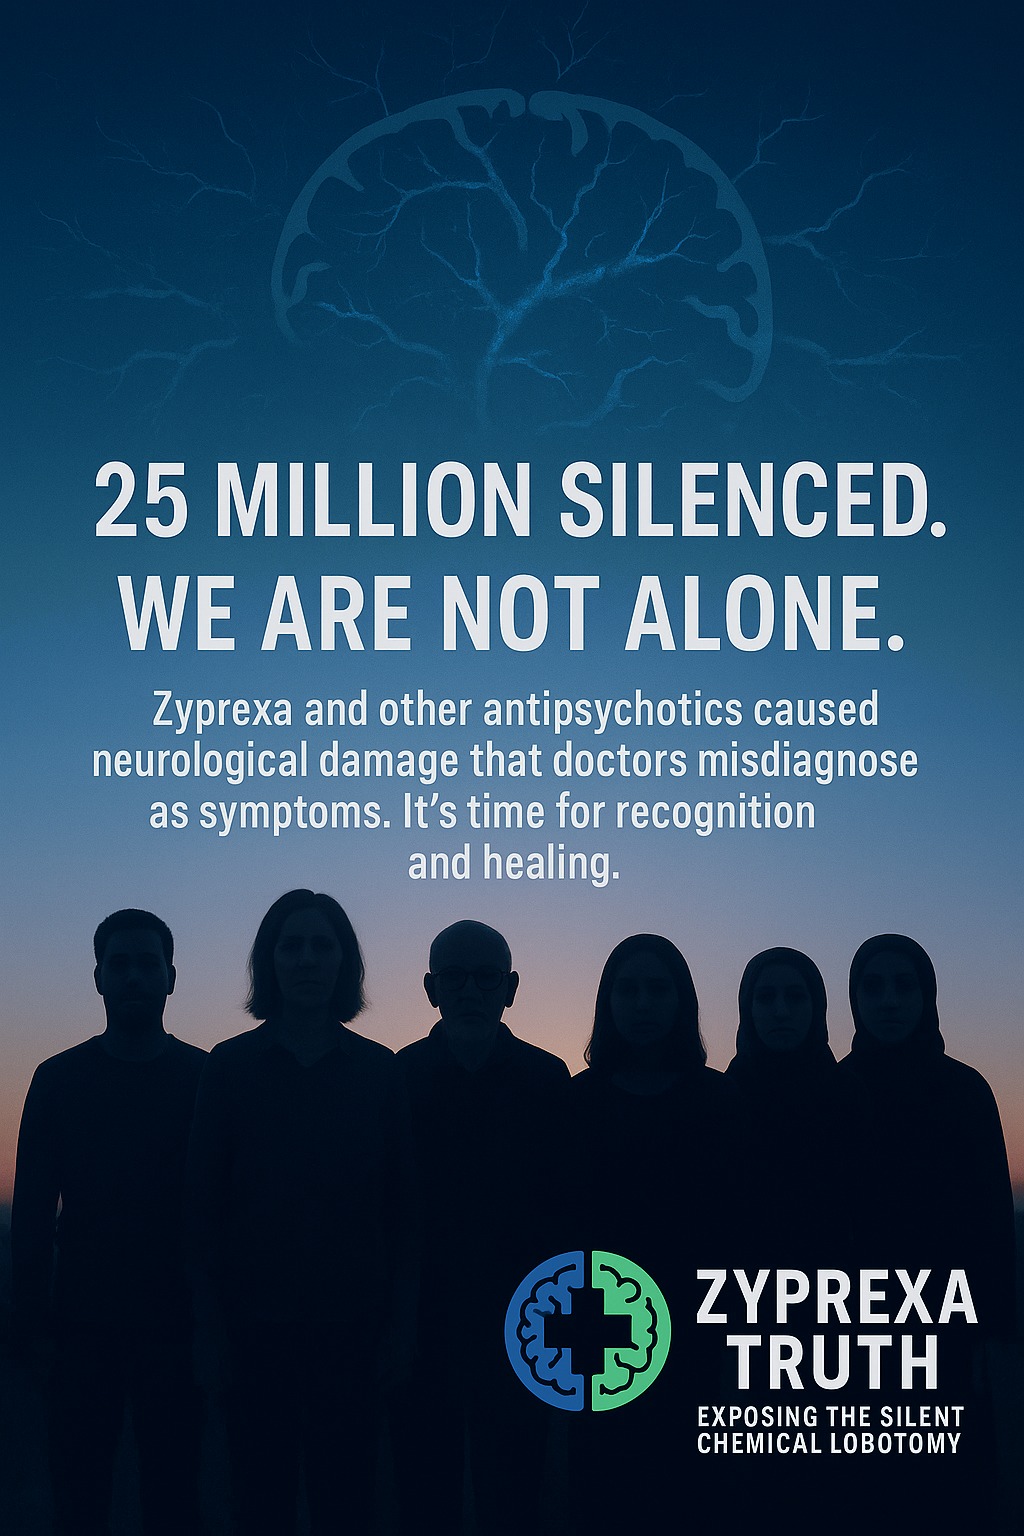 25 MILLION SILENCED.
WE ARE NOT ALONE.
Zyprexa and other antipsychotics caused
neurological damage that doctors misdiagnose
as symptoms. It's time for recognition
and healing.
ZYPREXA
TRUTH
EXPOSING THE SILENT
CHEMICAL LOBOTOMY